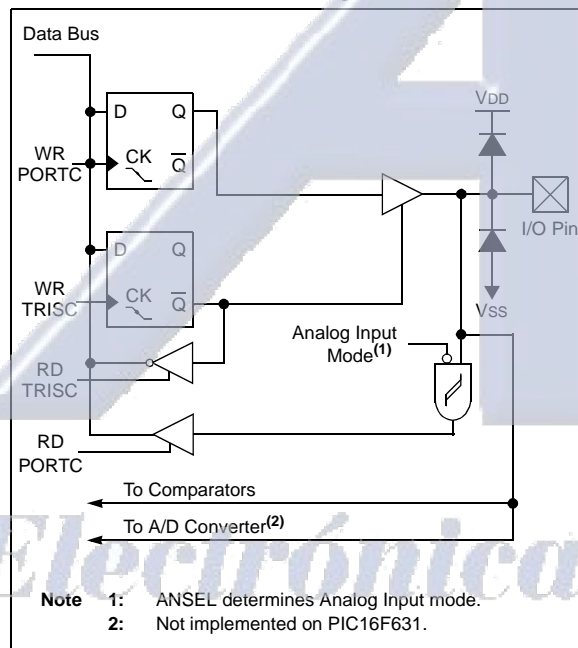 Data Bus
D Q
WR
PORTC
CK Q
VDD
I/O Pin
D Q
WR
TRISC
CK Q
VSS
Analog Input
Mode(1)
RD
TRISC
RD
PORTC
To Comparators
To A/D Converter(2)
Electrónica
Note 1: ANSEL determines Analog Input mode.
2: Not implemented on PIC16F631.